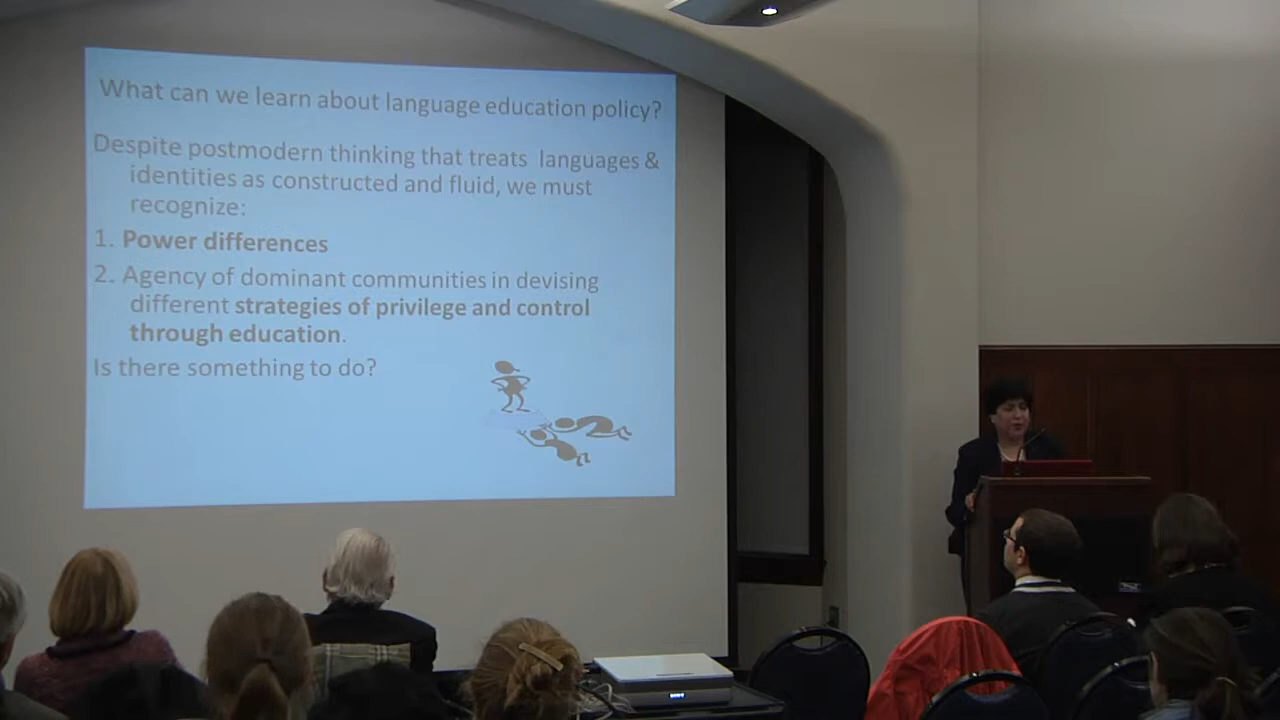 What can we learn about language education policy?
Despite postmodern thinking that treats languages &
identities as constructed and fluid, we must
recognize:
1. Power differences
2. Agency of dominant communities in devising
different strategies of privilege and control
through education.
Is there something to do?